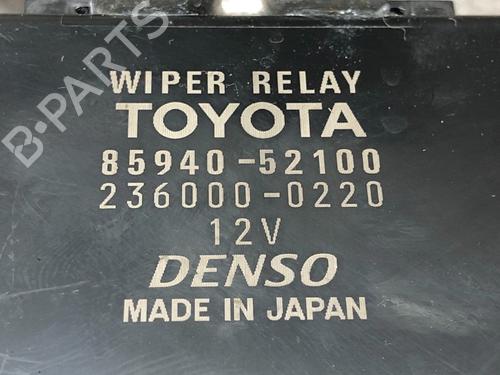 B-PARTS
WIPER RELAY
TOYOTA
85940-52100
236000-0220
12V
DENSO
MADE IN JAPAN